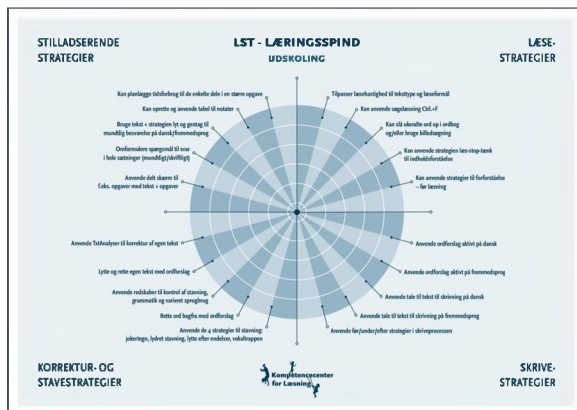 STILLADSERENDE
STRATEGIER
LST - LÆRINGSSPIND
UDSKOLING
LÆSE-
STRATEGIER
Kan planlægge tidsforbrug til de enkelte dele i en større opgave
Kan oprette og anvende tabel til notater
Bruge tekst + strategien lyt og gentag til
mundtlig besvarelse på dansk/fremmedsprog
Omformulere spørgsmål til svar
i hele sætninger (mundtligt/skriftligt)
Anvende delt skærm til
f.eks. opgaver med tekst + opgaver
Tilpasser læsehastighed til teksttype og læseformål
Kan anvende søgelæsning Ctrl.+F
Kan slå ukendte ord op i ordbog
og/eller bruge billedsøgning
Kan anvende strategien læs-stop-tænk
til indholdsforståelse
Kan anvende strategier til forforståelse
– før læsning
Anvende TxtAnalyser til korrektur af egen tekst
Lytte og rette egen tekst med ordforslag
Anvende redskaber til kontrol af stavning,
grammatik og varieret sprogbrug
Rette ord bagfra med ordforslag
Anvende de 4 strategier til stavning:
jokertegn, lydret stavning, lytte efter endelser, vokaltrappen
Anvende ordforslag aktivt på dansk
Anvende ordforslag aktivt på fremmedsprog
Anvende tale til tekst til skrivning på dansk
Anvende tale til tekst til skrivning på fremmedsprog
Anvende før/under/efter strategier i skriveprocessen
KORREKTUR- OG
STAVESTRATEGIER
Kompetencecenter
for Læsning
SKRIVE-
STRATEGIER